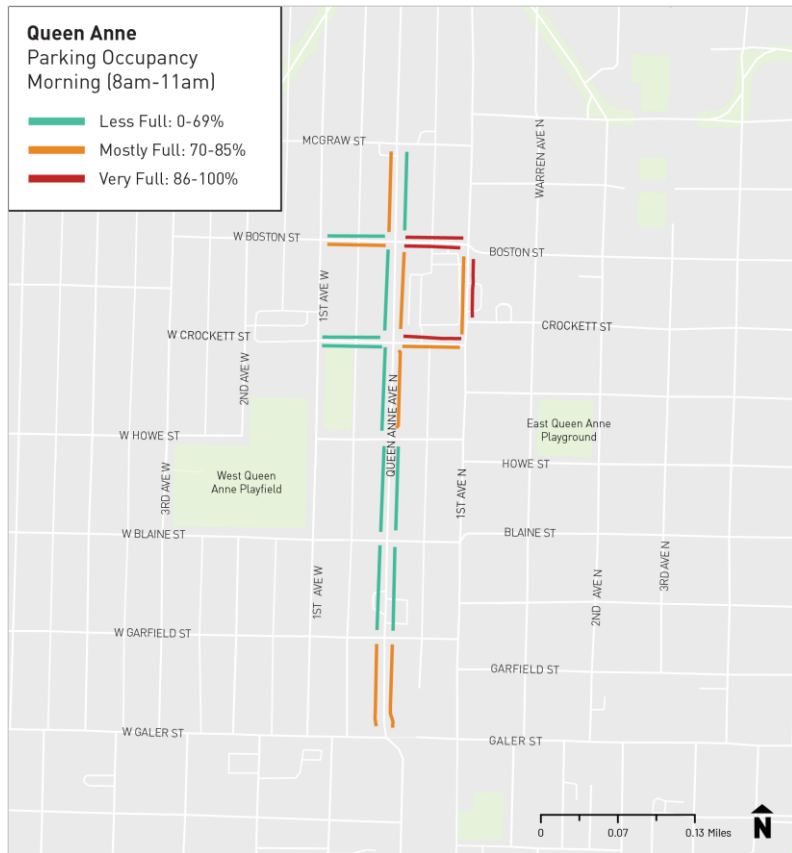 Queen Anne
Parking Occupancy
Morning (8am-11am)
Less Full: 0-69%
Mostly Full: 70-85%
Very Full: 86-100%
MCGRAW ST
WARREN AVE N
W BOSTON ST
BOSTON ST
1ST AVE W
W CROCKETT ST
CROCKETT ST
2ND AVE W
QUEEN ANNE AVE N
East Queen Anne
Playground
W HOWE ST
HOWE ST
3RD AVE W
West Queen
Anne Playfield
1ST AVE N
W BLAINE ST
BLAINE ST
1ST AVE W
2ND AVE N
3RD AVE N
W GARFIELD ST
GARFIELD ST
W GALER ST
GALER ST
0
0.07
0.13 Miles
N